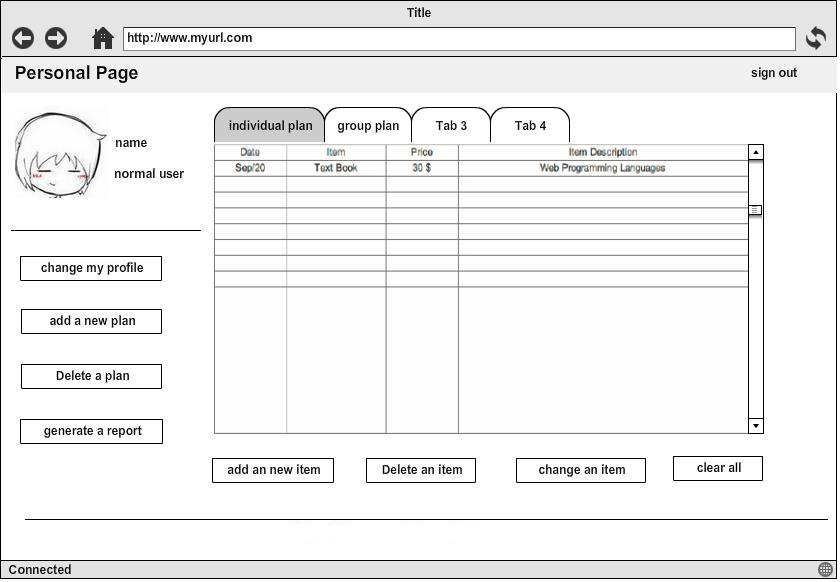 Title
http://www.myurl.com
Personal Page
sign out
name
normal user
change my profile
add a new plan
Delete a plan
generate a report
individual plan group plan Tab 3 Tab 4
Date Item Price Item Description
Sep/20 Text Book 30 $ Web Programming Languages
add an new item Delete an item change an item clear all
Connected